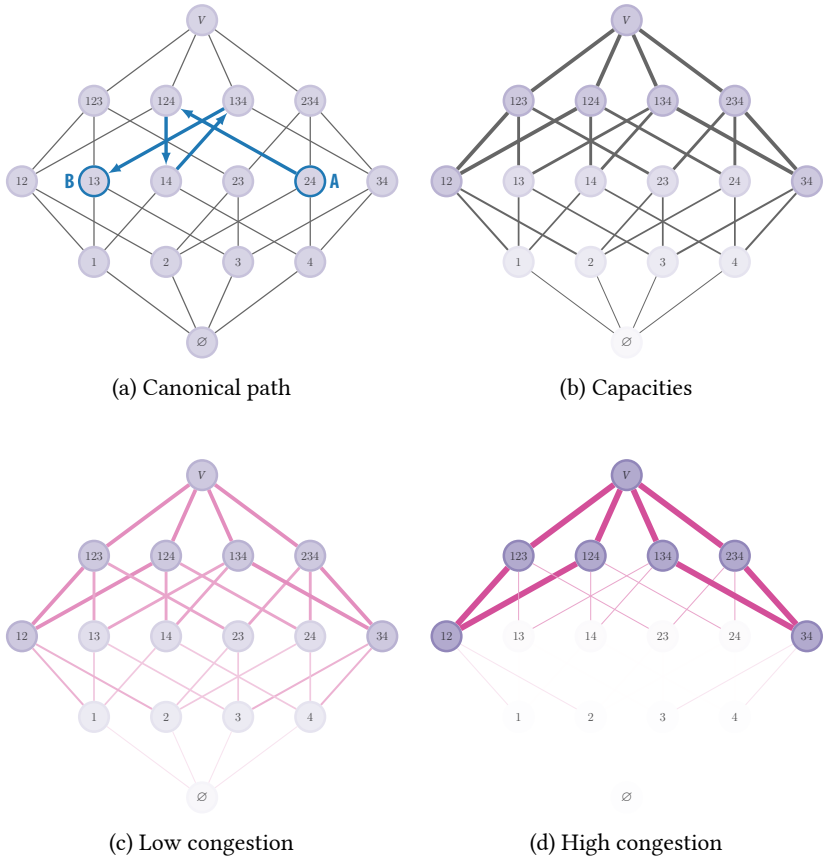 V
123 124 134 234
B 12 13 14 23 24 A 34
1 2 3 4
∅
(a) Canonical path
V
123 124 134 234
12 13 14 23 24 34
1 2 3 4
∅
(b) Capacities
V
123 124 134 234
12 13 14 23 24 34
1 2 3 4
∅
(c) Low congestion
V
123 124 134 234
12 13 14 23 24 34
1 2 3 4
∅
(d) High congestion